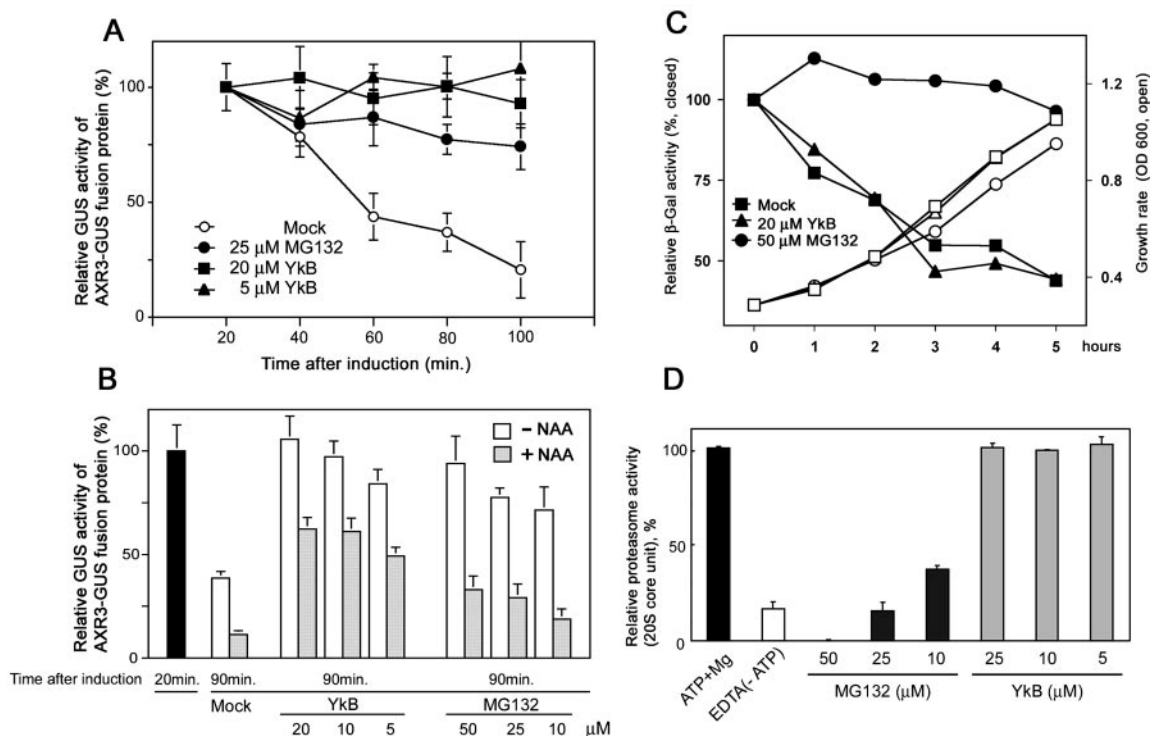 A
Relative GUS activity of
AXR3-GUS fusion protein (%)
100
50
0
Mock
25 µM MG132
20 µM YkB
5 µM YkB
20 40 60 80 100
Time after induction (min.)
B
Relative GUS activity of
AXR3-GUS fusion protein (%)
100
50
0
- NAA
+ NAA
Time after induction 20min. 90min. 90min. 90min.
Mock YkB MG132
20 10 5 50 25 10 µM
C
Relative β-Gal activity (%, closed)
100
75
50
Mock
20 µM YkB
50 µM MG132
1.2
0.8
0.4
Growth rate (OD 600, open)
0 1 2 3 4 5 hours
D
Relative proteasome activity
(20S core unit), %
100
50
0
ATP+Mg
EDTA(- ATP)
50 25 10 25 10 5
MG132 (µM) YkB (µM)